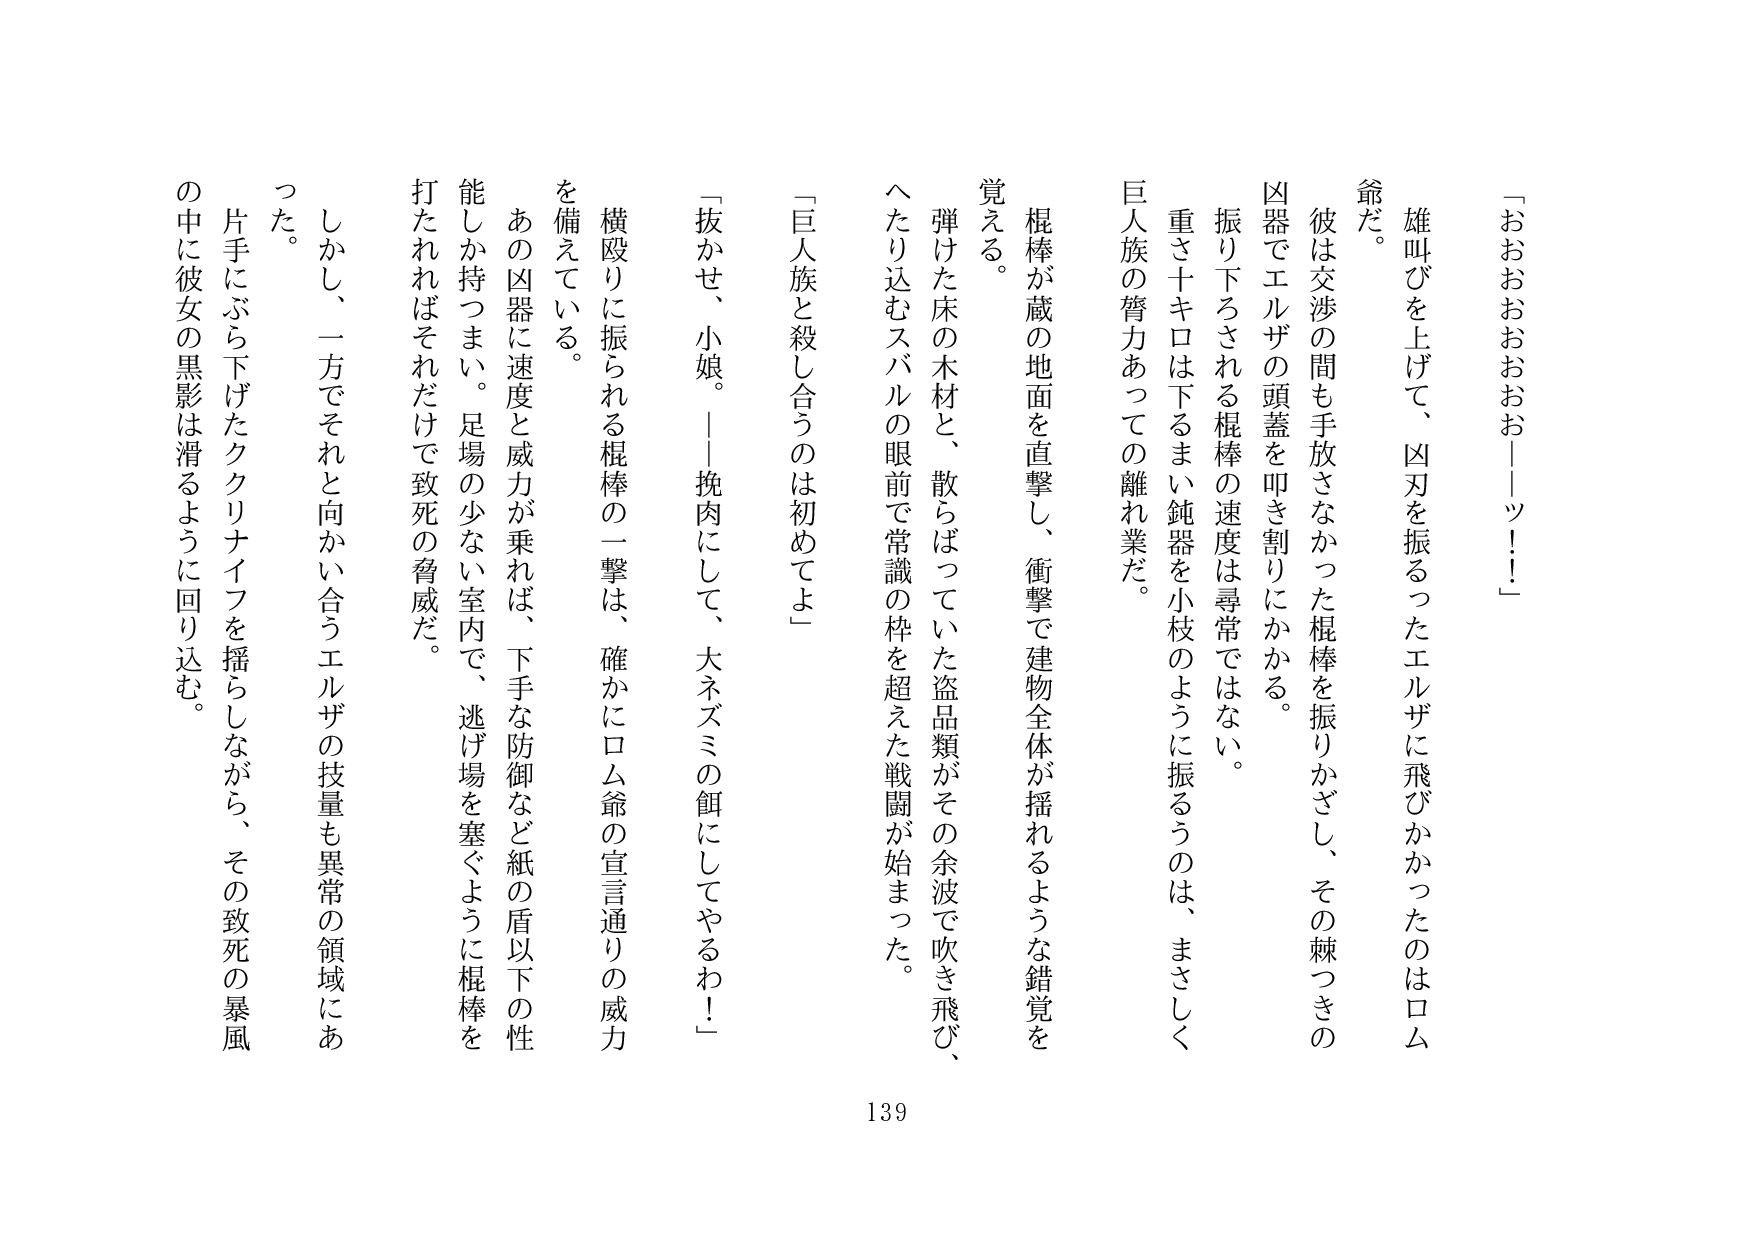 「おおおおおおおお――ッ！！」
雄叫びを上げて、凶刃を振るったエルザに飛びかかったのはロム
爺だ。
彼は交渉の間も手放さなかった棍棒を振りかざし、その棘つきの
凶器でエルザの頭蓋を叩き割りにかかる。
振り下ろされる棍棒の速度は尋常ではない。
重さ十キロは下るまい鈍器を小枝のように振るうのは、まさしく
巨人族の膂力あっての離れ業だ。
棍棒が蔵の地面を直撃し、衝撃で建物全体が揺れるような錯覚を
覚える。
弾けた床の木材と、散らばっていた盗品類がその余波で吹き飛び、
へたり込むスバルの眼前で常識の枠を超えた戦闘が始まった。
「巨人族と殺し合うのは初めてよ」
「抜かせ、小娘。――挽肉にして、大ネズミの餌にしてやるわ！」
横殴りに振られる棍棒の一撃は、確かにロム爺の宣言通りの威力
を備えている。
あの凶器に速度と威力が乗れば、下手な防御など紙の盾以下の性
能しか持つまい。足場の少ない室内で、逃げ場を塞ぐように棍棒を
打たれればそれだけで致死の脅威だ。
しかし、一方でそれと向かい合うエルザの技量も異常の領域にあ
った。
片手にぶら下げたククリナイフを揺らしながら、その致死の暴風
の中に彼女の黒影は滑るように回り込む。
139